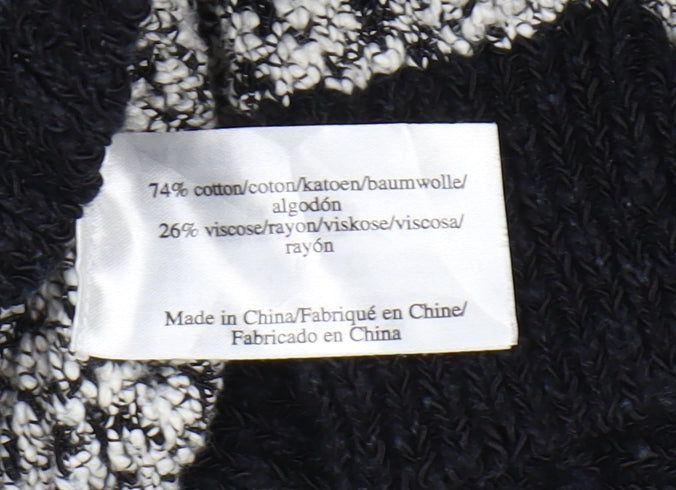 74% cotton/coton/katoen/baumwolle/
algodón
26% viscose/rayon/viskose/viscosa/
rayón
Made in China/Fabriqué en Chine/
Fabricado en China